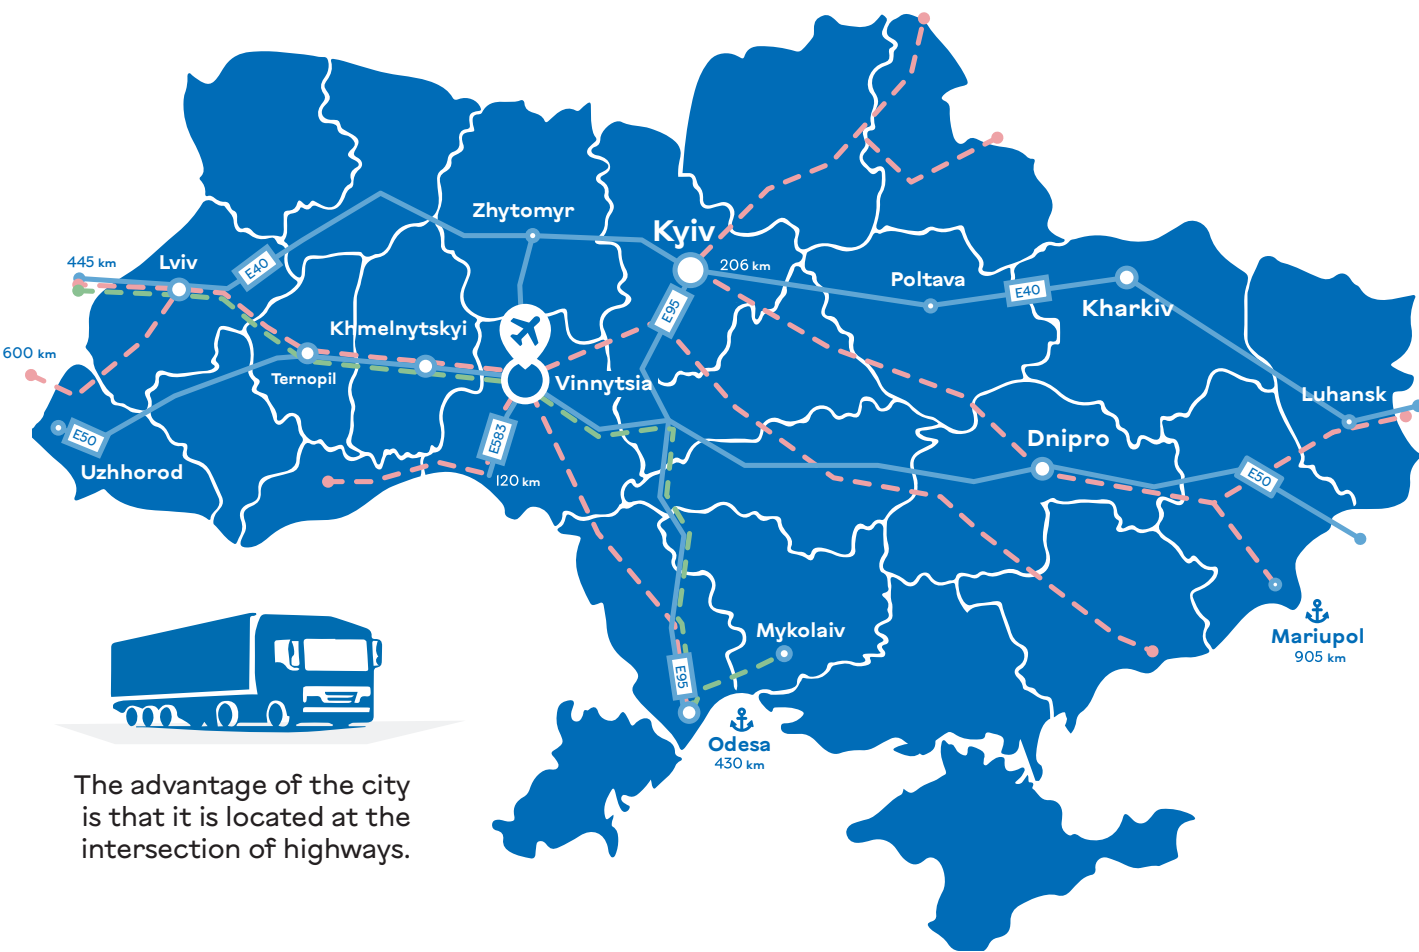 Zhytomyr
Kyiv
445 km
Lviv
E40
206 km
Poltava
E40
Kharkiv
E95
Khmelnytskyi
600 km
Ternopil
Vinnytsia
Luhansk
E50
E583
Dnipro
Uzhhorod
120 km
E50
Mykolaiv
Mariupol
905 km
E95
Odesa
430 km
The advantage of the city
is that it is located at the
intersection of highways.